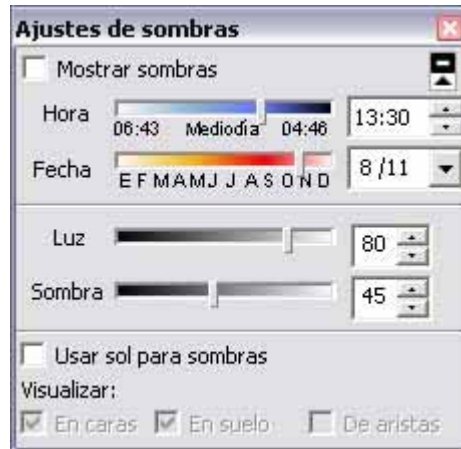 Ajustes de sombras
Mostrar sombras
Hora 06:43 Mediodía 04:46 13:30
Fecha E F M A M J J A S O N D 8 /11
Luz 80
Sombra 45
Usar sol para sombras
Visualizar:
En caras En suelo De aristas